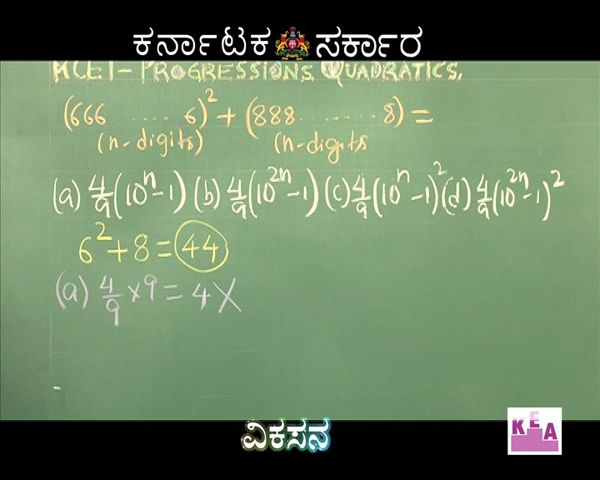 ಕರ್ನಾಟಕ ಸರ್ಕಾರ
KCET - PROGRESSIONS, QUADRATICS.
(666 ..... 6)² + (888 ....... 8) =
(n-digits) (n-digits
(a) 4/9(10ⁿ-1) (b) 4/9(10²ⁿ-1) (c) 4/9(10ⁿ-1)² (d) 4/9(10²ⁿ-1)²
6² + 8 = 44
(a) 4/9 × 9 = 4 X
ವಿಕಸನ
KEA